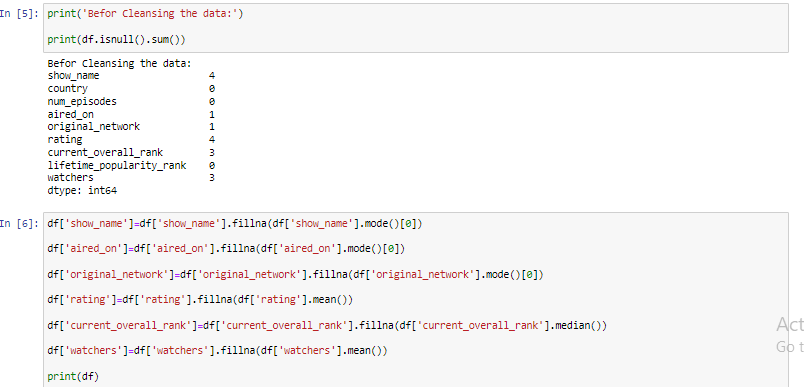 In [5]: print('Befor Cleansing the data:')
print(df.isnull().sum())
Befor Cleansing the data:
show_name 4
country 0
num_episodes 0
aired_on 1
original_network 1
rating 4
current_overall_rank 3
lifetime_popularity_rank 0
watchers 3
dtype: int64
In [6]: df['show_name']=df['show_name'].fillna(df['show_name'].mode()[0])
df['aired_on']=df['aired_on'].fillna(df['aired_on'].mode()[0])
df['original_network']=df['original_network'].fillna(df['original_network'].mode()[0])
df['rating']=df['rating'].fillna(df['rating'].mean())
df['current_overall_rank']=df['current_overall_rank'].fillna(df['current_overall_rank'].median())
df['watchers']=df['watchers'].fillna(df['watchers'].mean())
print(df)
Act
Go t